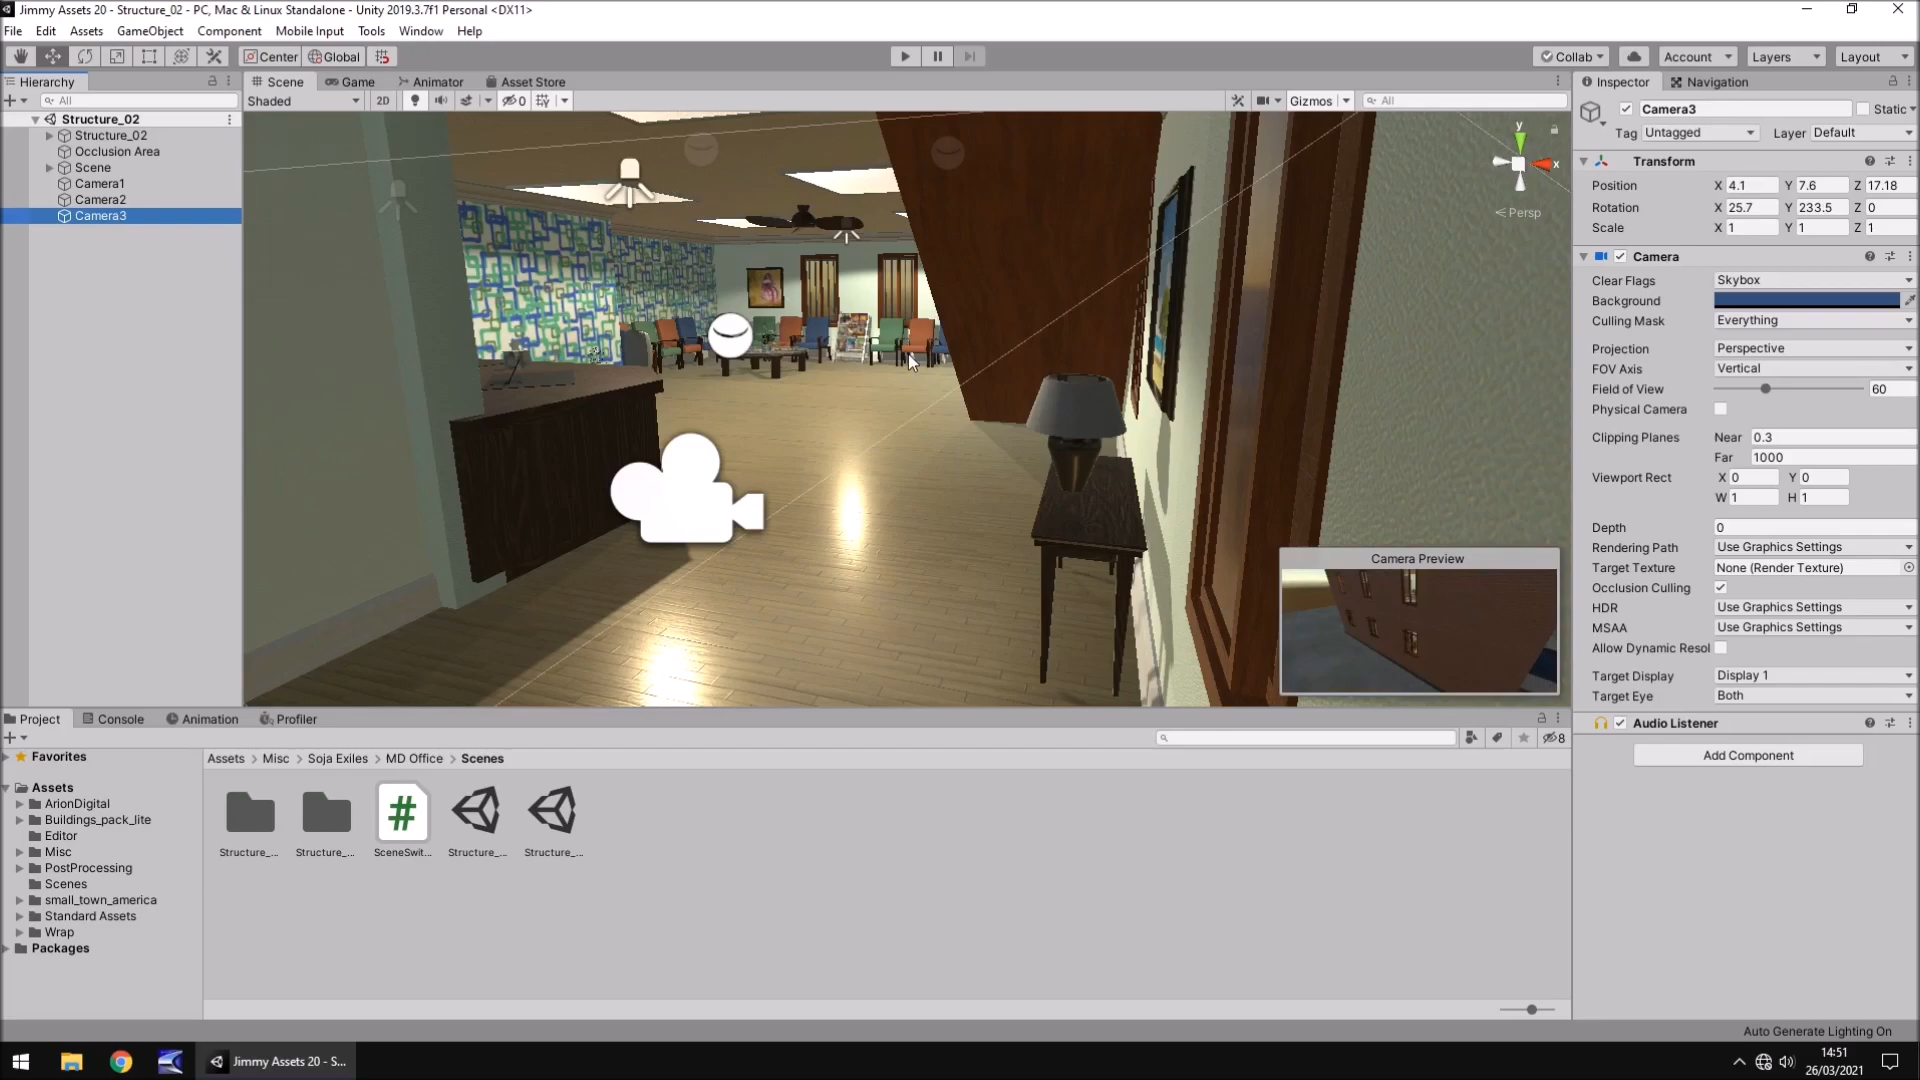 Jimmy Assets 20 - Structure_02 - PC, Mac & Linux Standalone - Unity 2019.3.7f1 Personal <DX11>
File Edit Assets GameObject Component Mobile Input Tools Window Help
Center Global Collab Account Layers Layout
Hierarchy
All
Structure_02
Structure_02
Occlusion Area
Scene
Camera1
Camera2
Camera3
Scene Game Animator Asset Store
Shaded 2D 0 Gizmos All
y
x
Persp
Camera Preview
Inspector Navigation
Camera3 Static
Tag Untagged Layer Default
Transform
Position X 4.1 Y 7.6 Z 17.18
Rotation X 25.7 Y 233.5 Z 0
Scale X 1 Y 1 Z 1
Camera
Clear Flags Skybox
Background
Culling Mask Everything
Projection Perspective
FOV Axis Vertical
Field of View 60
Physical Camera
Clipping Planes Near 0.3
Far 1000
Viewport Rect X 0 Y 0
W 1 H 1
Depth 0
Rendering Path Use Graphics Settings
Target Texture None (Render Texture)
Occlusion Culling
HDR Use Graphics Settings
MSAA Use Graphics Settings
Allow Dynamic Resol
Target Display Display 1
Target Eye Both
Audio Listener
Add Component
Project Console Animation Profiler
8
Favorites
Assets
ArionDigital
Buildings_pack_lite
Editor
Misc
PostProcessing
Scenes
small_town_america
Standard Assets
Wrap
Packages
Assets > Misc > Soja Exiles > MD Office > Scenes
#
Structure_... Structure_... SceneSwit... Structure_... Structure_...
Auto Generate Lighting On
Jimmy Assets 20 - S...
14:51
26/03/2021